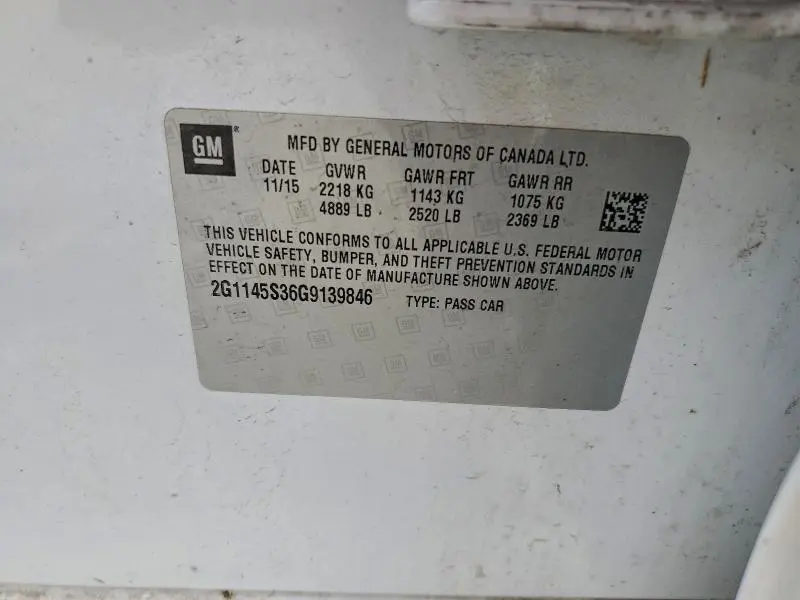 GM®
MFD BY GENERAL MOTORS OF CANADA LTD.
DATE GVWR GAWR FRT GAWR RR
11/15 2218 KG 1143 KG 1075 KG
4889 LB 2520 LB 2369 LB
THIS VEHICLE CONFORMS TO ALL APPLICABLE U.S. FEDERAL MOTOR
VEHICLE SAFETY, BUMPER, AND THEFT PREVENTION STANDARDS IN
EFFECT ON THE DATE OF MANUFACTURE SHOWN ABOVE.
2G1145S36G9139846 TYPE: PASS CAR